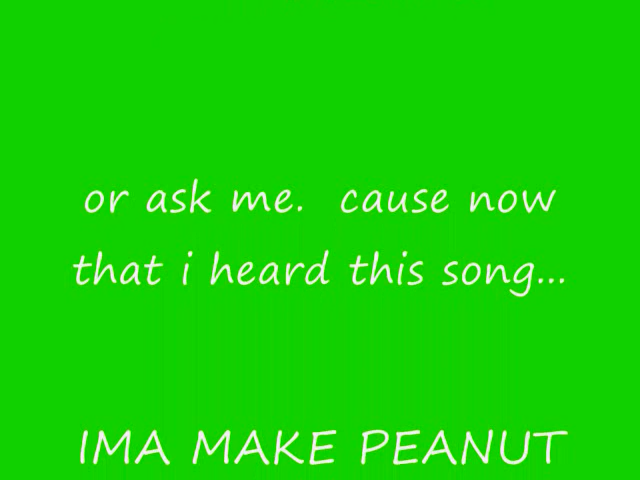 or ask me.  cause now
that i heard this song...
IMA MAKE PEANUT